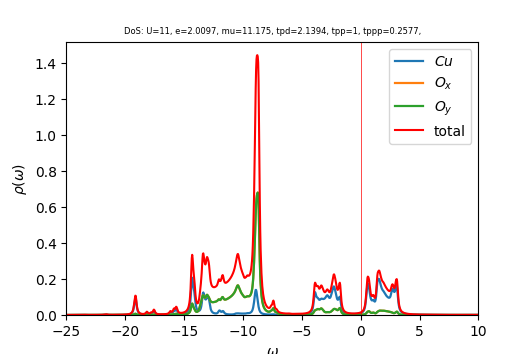 DoS: U=11, e=2.0097, mu=11.175, tpd=2.1394, tpp=1, tppp=0.2577,
ρ(ω)
1.4
1.2
1.0
0.8
0.6
0.4
0.2
0.0
Cu
Oₓ
O_y
total
−25 −20 −15 −10 −5 0 5 10
ω